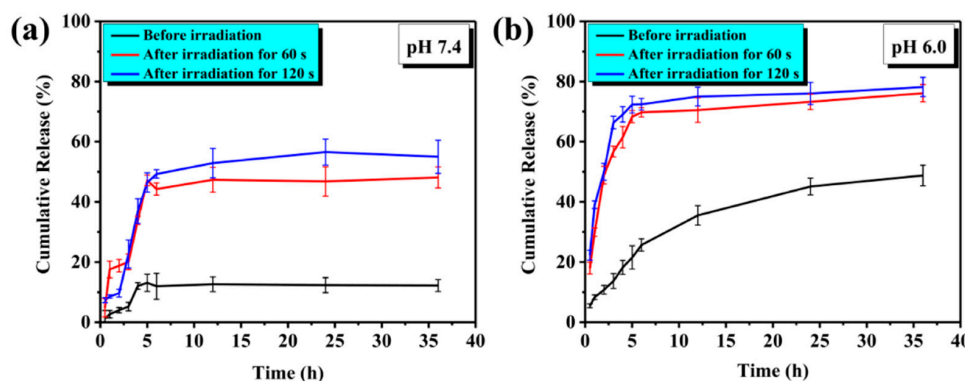 (a)
Before irradiation
After irradiation for 60 s
After irradiation for 120 s
pH 7.4
Cumulative Release (%)
100
80
60
40
20
0
0 5 10 15 20 25 30 35 40
Time (h)
(b)
Before irradiation
After irradiation for 60 s
After irradiation for 120 s
pH 6.0
Cumulative Release (%)
100
80
60
40
20
0
0 5 10 15 20 25 30 35 40
Time (h)